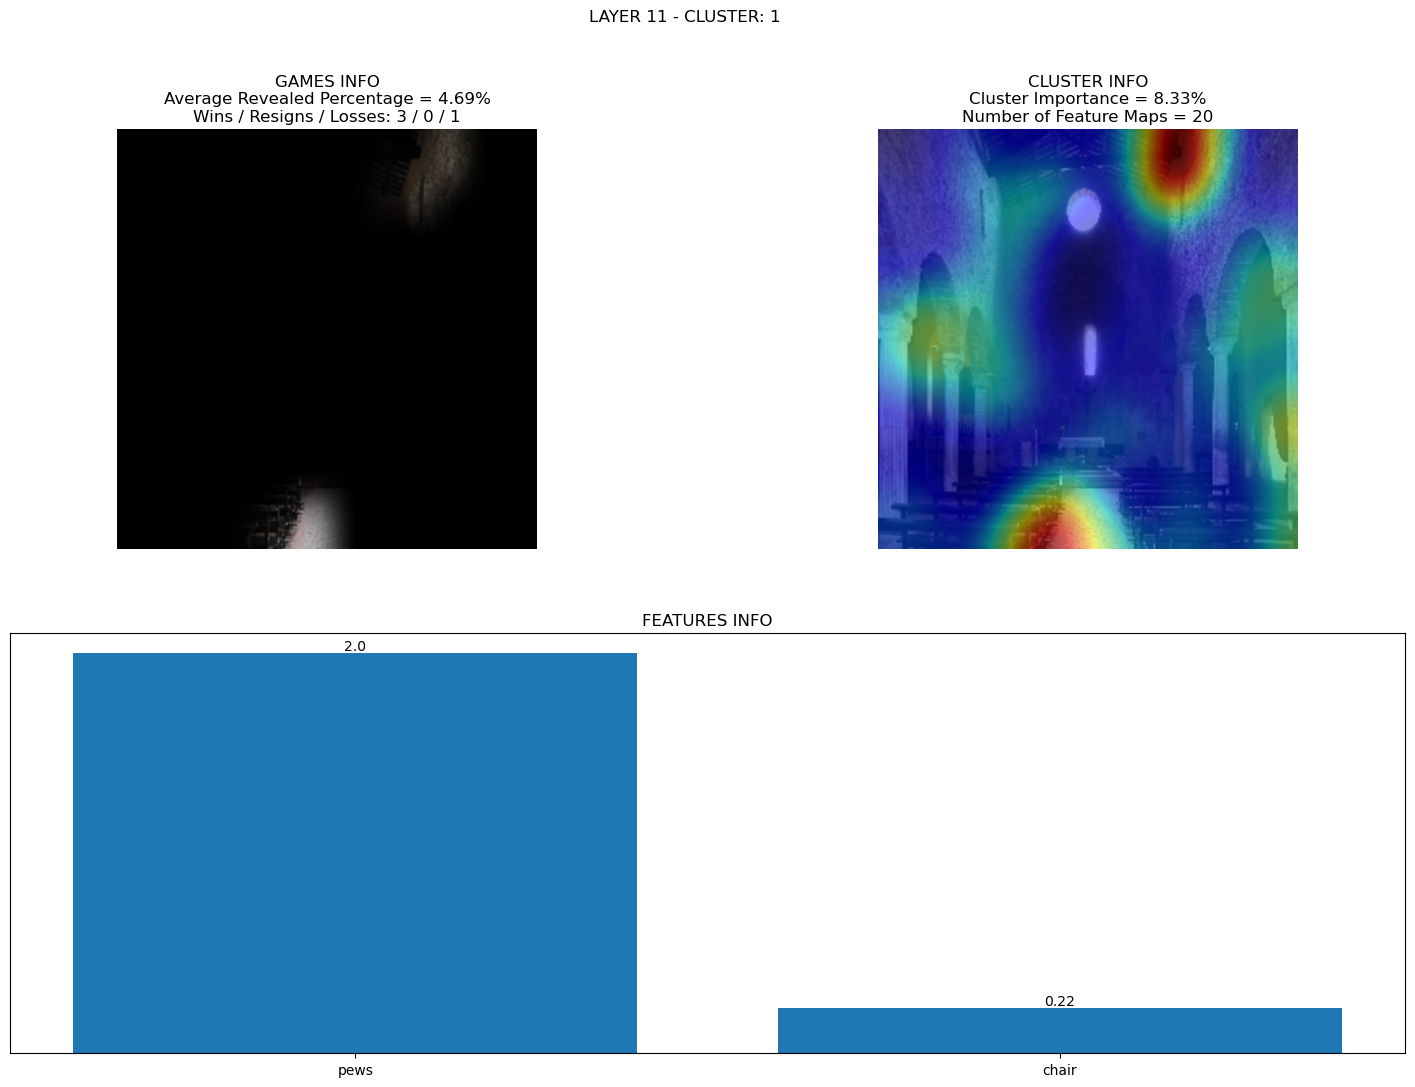 LAYER 11 - CLUSTER: 1
GAMES INFO
Average Revealed Percentage = 4.69%
Wins / Resigns / Losses: 3 / 0 / 1
CLUSTER INFO
Cluster Importance = 8.33%
Number of Feature Maps = 20
FEATURES INFO
2.0
0.22
pews
chair